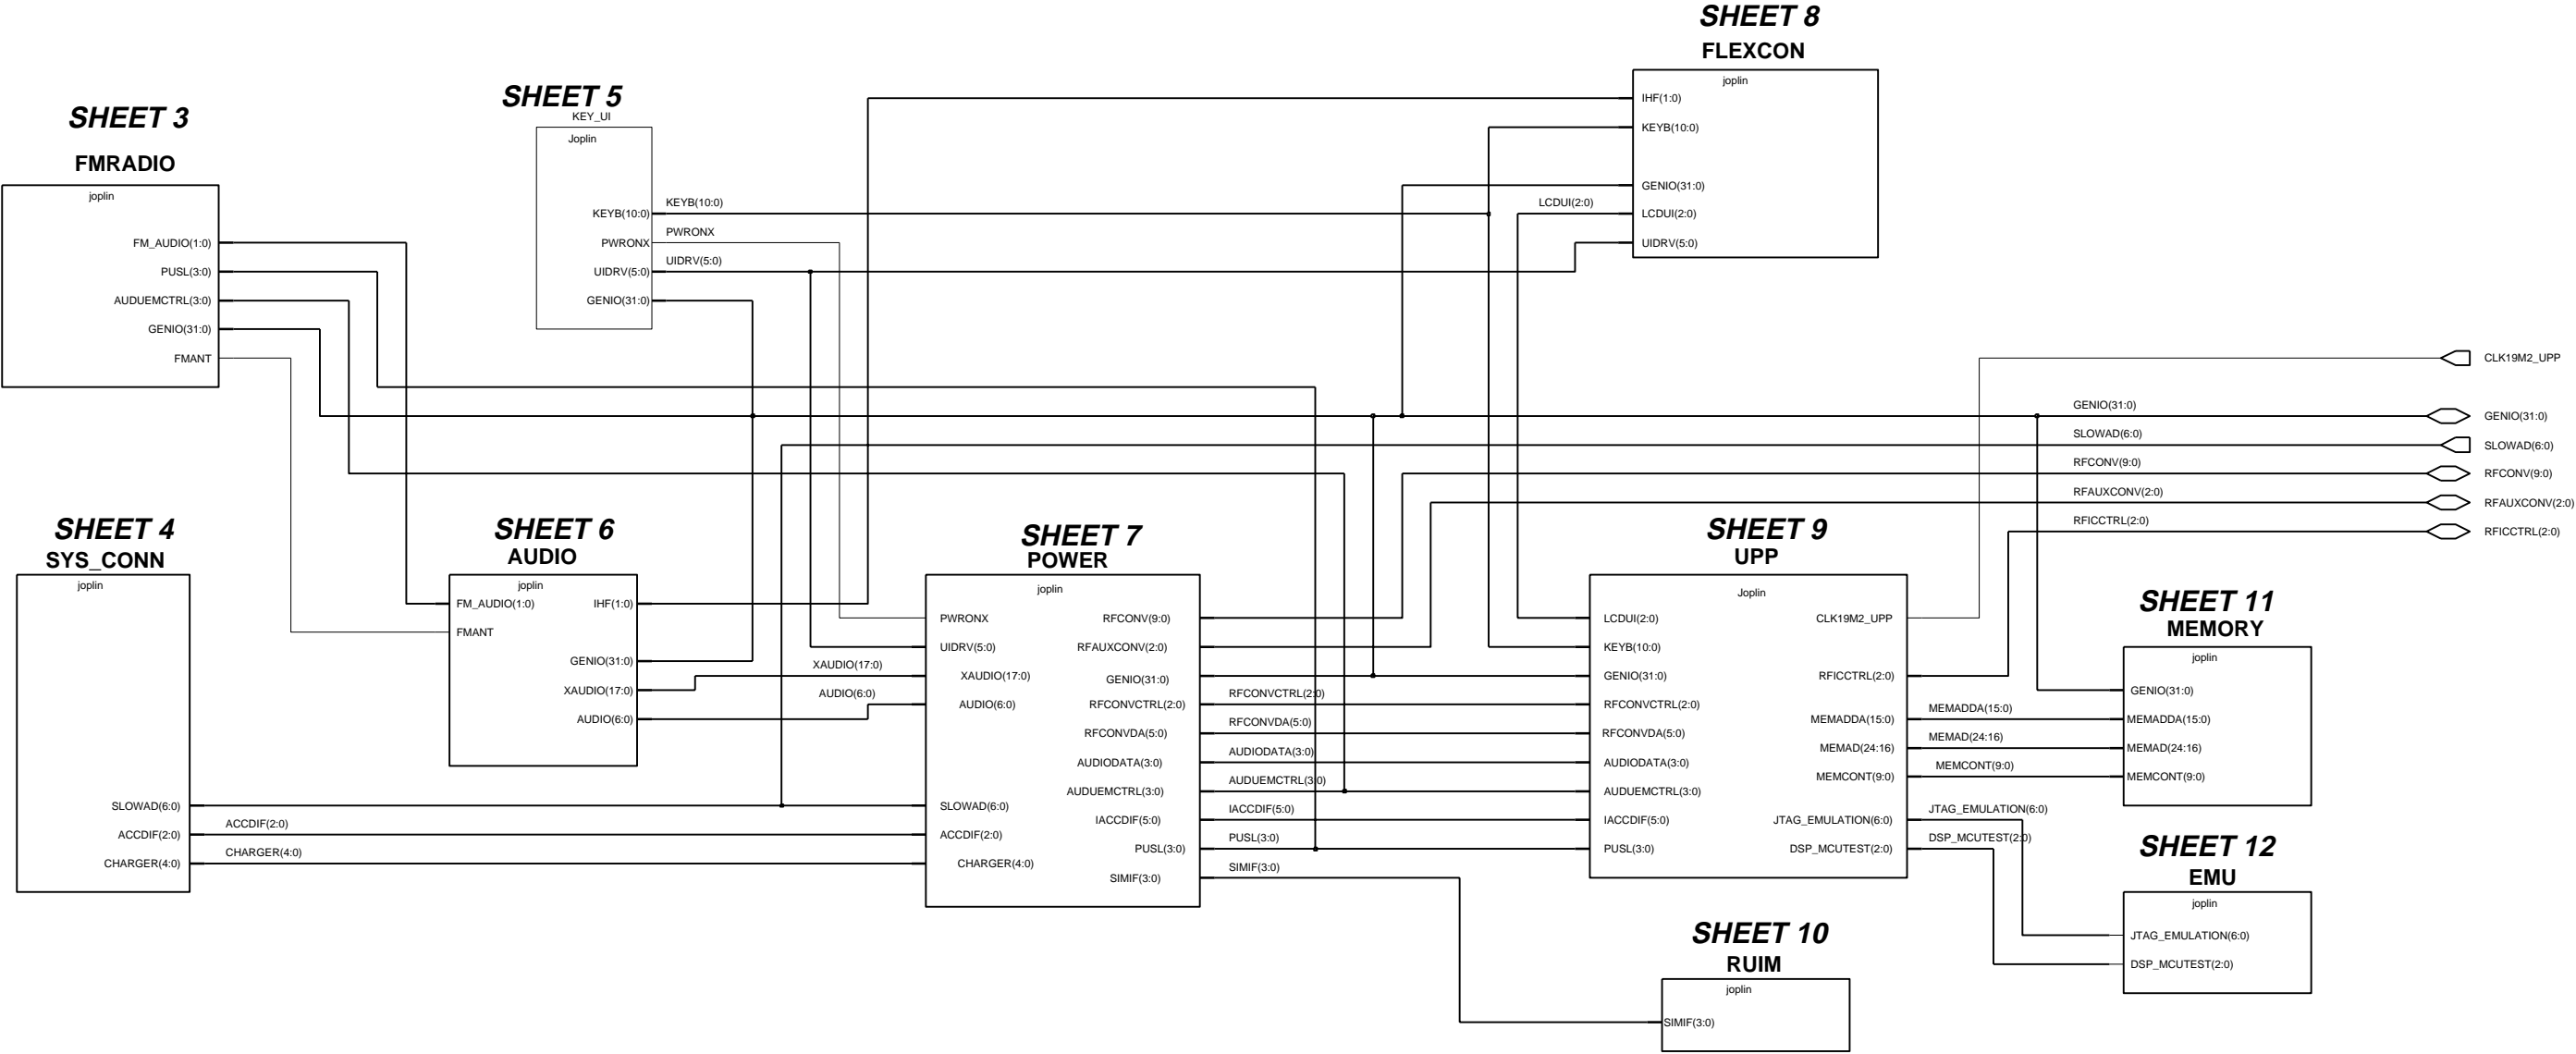 SHEET 8
FLEXCON
joplin
IHF(1:0)
KEYB(10:0)
GENIO(31:0)
LCDUI(2:0)
LCDUI(2:0)
UIDRV(5:0)
SHEET 5
KEY_UI
Joplin
KEYB(10:0)
KEYB(10:0)
PWRONX
PWRONX
UIDRV(5:0)
UIDRV(5:0)
GENIO(31:0)
SHEET 3
FMRADIO
joplin
FM_AUDIO(1:0)
PUSL(3:0)
AUDUEMCTRL(3:0)
GENIO(31:0)
FMANT
CLK19M2_UPP
GENIO(31:0)
GENIO(31:0)
SLOWAD(6:0)
SLOWAD(6:0)
RFCONV(9:0)
RFCONV(9:0)
RFAUXCONV(2:0)
RFAUXCONV(2:0)
RFICCTRL(2:0)
RFICCTRL(2:0)
SHEET 4
SYS_CONN
joplin
SLOWAD(6:0)
ACCDIF(2:0)
ACCDIF(2:0)
CHARGER(4:0)
CHARGER(4:0)
SHEET 6
AUDIO
joplin
FM_AUDIO(1:0)
IHF(1:0)
FMANT
GENIO(31:0)
XAUDIO(17:0)
XAUDIO(17:0)
AUDIO(6:0)
AUDIO(6:0)
SHEET 7
POWER
joplin
PWRONX
RFCONV(9:0)
UIDRV(5:0)
RFAUXCONV(2:0)
XAUDIO(17:0)
GENIO(31:0)
AUDIO(6:0)
RFCONVCTRL(2:0)
RFCONVCTRL(2:0)
RFCONVDA(5:0)
RFCONVDA(5:0)
AUDIODATA(3:0)
AUDIODATA(3:0)
AUDUEMCTRL(3:0)
AUDUEMCTRL(3:0)
SLOWAD(6:0)
IACCDIF(5:0)
IACCDIF(5:0)
ACCDIF(2:0)
PUSL(3:0)
PUSL(3:0)
CHARGER(4:0)
SIMIF(3:0)
SIMIF(3:0)
SHEET 9
UPP
Joplin
LCDUI(2:0)
CLK19M2_UPP
KEYB(10:0)
GENIO(31:0)
RFICCTRL(2:0)
RFCONVCTRL(2:0)
RFCONVDA(5:0)
MEMADDA(15:0)
MEMADDA(15:0)
AUDIODATA(3:0)
MEMAD(24:16)
MEMAD(24:16)
AUDUEMCTRL(3:0)
MEMCONT(9:0)
MEMCONT(9:0)
IACCDIF(5:0)
JTAG_EMULATION(6:0)
JTAG_EMULATION(6:0)
PUSL(3:0)
DSP_MCUTEST(2:0)
DSP_MCUTEST(2:0)
SHEET 11
MEMORY
joplin
GENIO(31:0)
MEMADDA(15:0)
MEMAD(24:16)
MEMCONT(9:0)
SHEET 12
EMU
joplin
JTAG_EMULATION(6:0)
DSP_MCUTEST(2:0)
SHEET 10
RUIM
joplin
SIMIF(3:0)